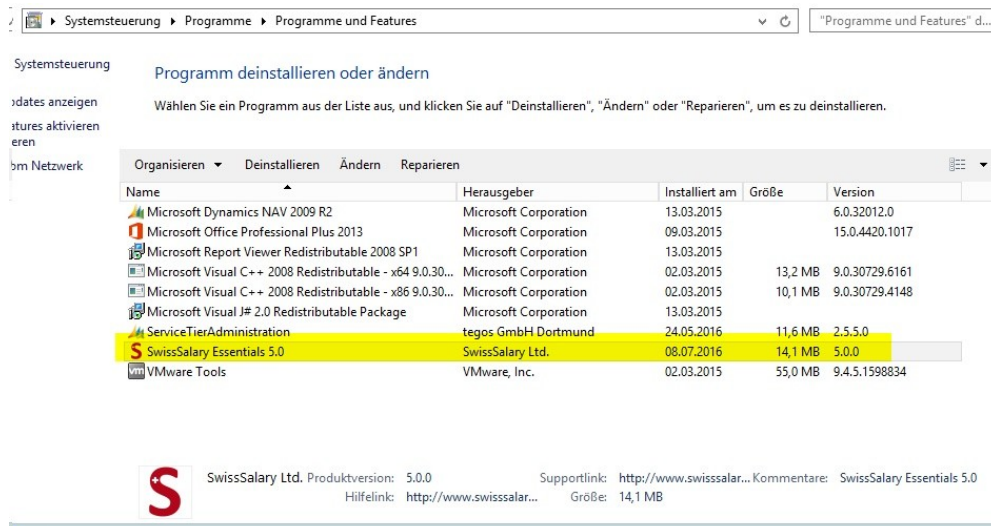 Systemsteuerung Programme Programme und Features "Programme und Features" d...
Systemsteuerung
Programm deinstallieren oder ändern
pdates anzeigen
Wählen Sie ein Programm aus der Liste aus, und klicken Sie auf "Deinstallieren", "Ändern" oder "Reparieren", um es zu deinstallieren.
atures aktivieren
eren
om Netzwerk
Organisieren Deinstallieren Ändern Reparieren
Name Herausgeber Installiert am Größe Version
Microsoft Dynamics NAV 2009 R2 Microsoft Corporation 13.03.2015 6.0.32012.0
Microsoft Office Professional Plus 2013 Microsoft Corporation 09.03.2015 15.0.4420.1017
Microsoft Report Viewer Redistributable 2008 SP1 Microsoft Corporation 13.03.2015
Microsoft Visual C++ 2008 Redistributable - x64 9.0.30... Microsoft Corporation 02.03.2015 13,2 MB 9.0.30729.6161
Microsoft Visual C++ 2008 Redistributable - x86 9.0.30... Microsoft Corporation 02.03.2015 10,1 MB 9.0.30729.4148
Microsoft Visual J# 2.0 Redistributable Package Microsoft Corporation 13.03.2015
ServiceTierAdministration tegos GmbH Dortmund 24.05.2016 11,6 MB 2.5.5.0
S SwissSalary Essentials 5.0 SwissSalary Ltd. 08.07.2016 14,1 MB 5.0.0
vm VMware Tools VMware, Inc. 02.03.2015 55,0 MB 9.4.5.1598834
S SwissSalary Ltd. Produktversion: 5.0.0 Supportlink: http://www.swisssalar... Kommentare: SwissSalary Essentials 5.0
Hilfelink: http://www.swisssalar... Größe: 14,1 MB